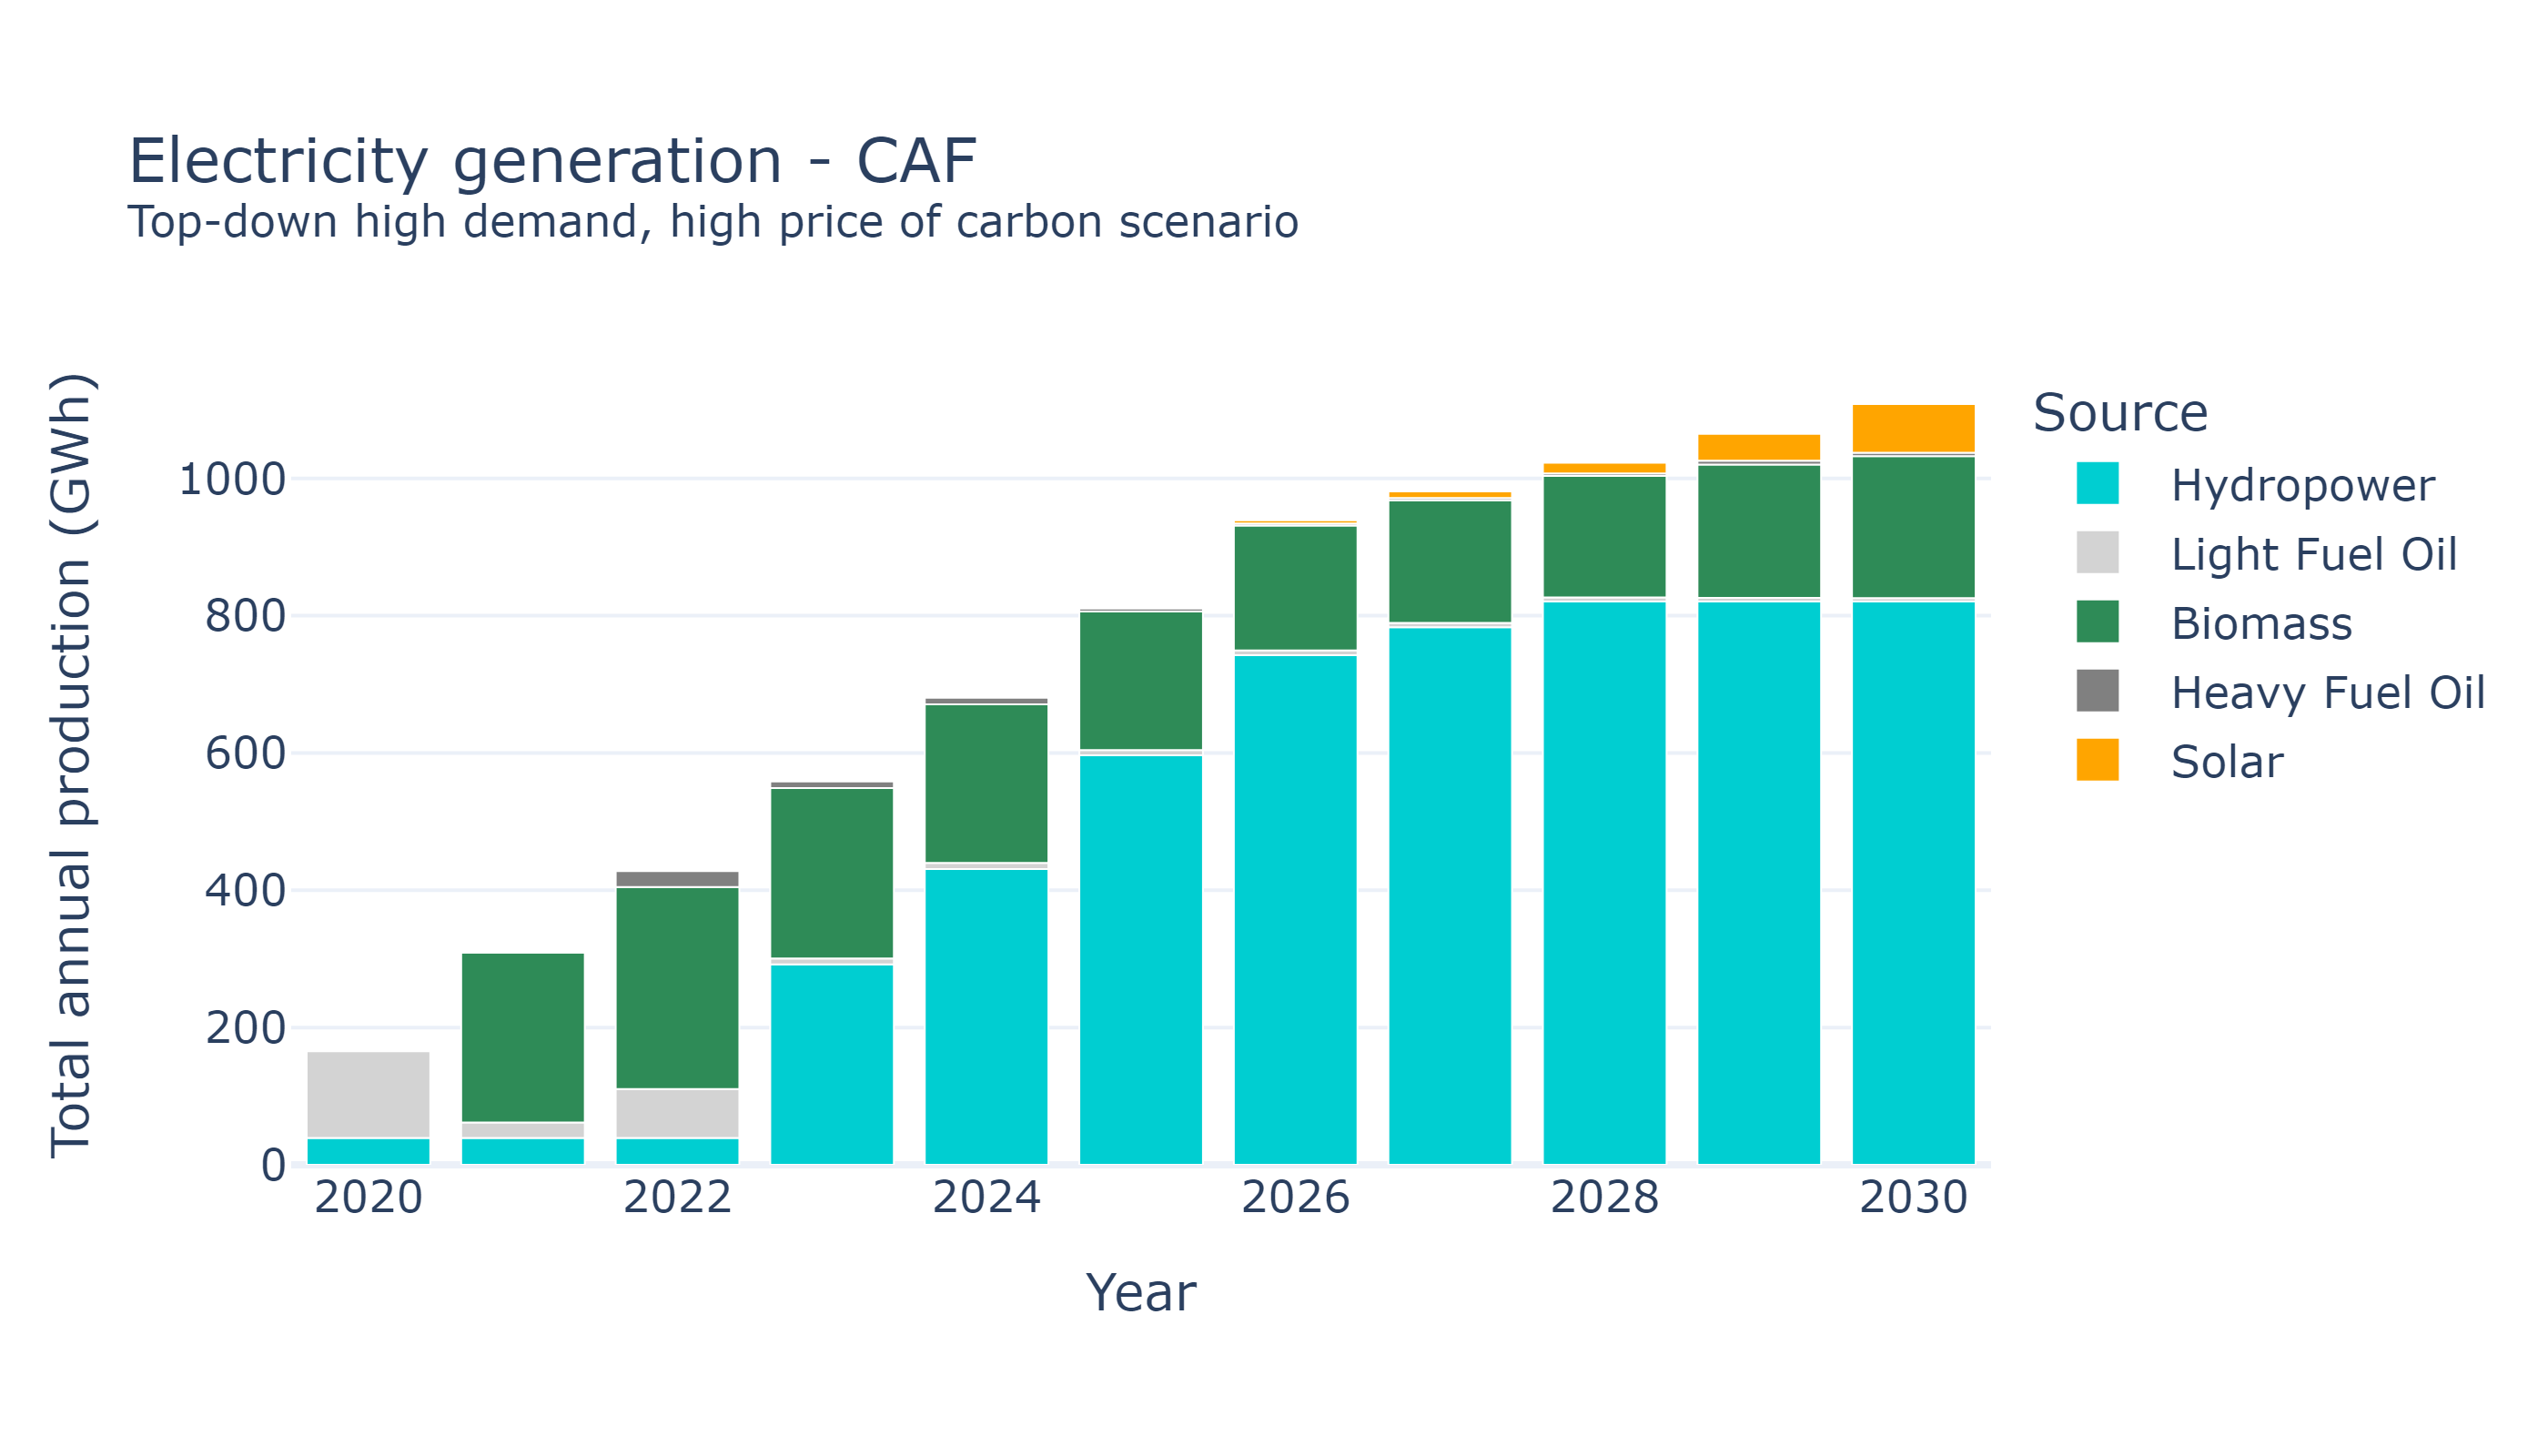 Electricity generation - CAF
Top-down high demand, high price of carbon scenario
Total annual production (GWh)
1000
800
600
400
200
0
2020
2022
2024
2026
2028
2030
Year
Source
Hydropower
Light Fuel Oil
Biomass
Heavy Fuel Oil
Solar